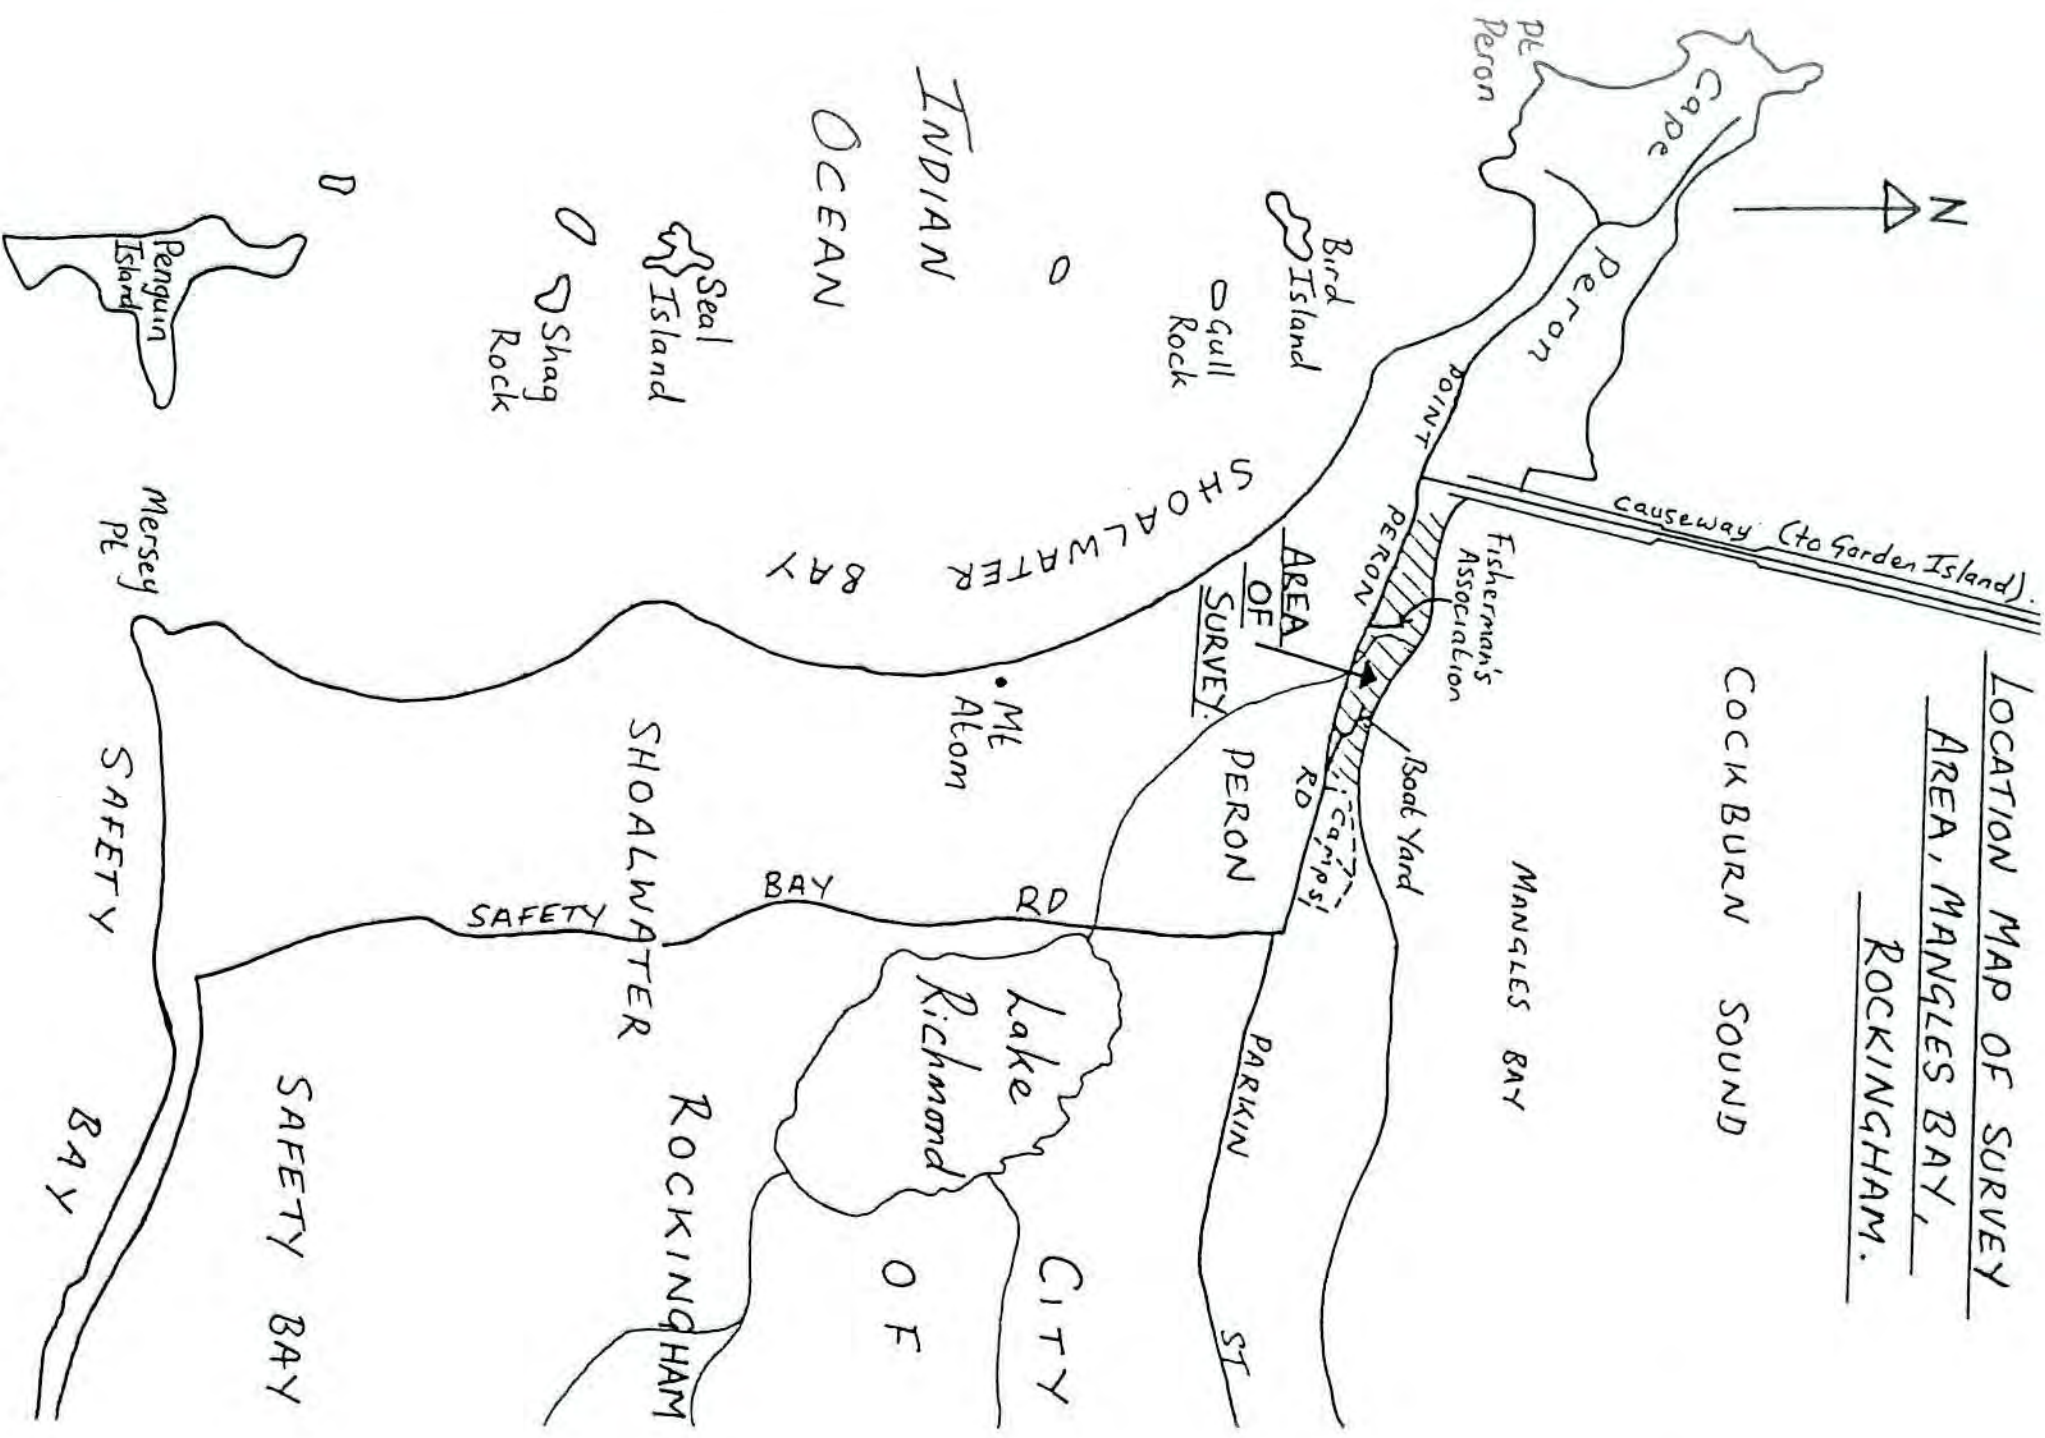 LOCATION MAP OF SURVEY
AREA, MANGLES BAY,
ROCKINGHAM.
N
Cape
Peron
Pt
Peron
causeway (to Garden Island).
COCKBURN SOUND
MANGLES BAY
Fisherman's
Association
Boat Yard
Camps
POINT PERON RD
AREA
OF
SURVEY.
PERON
PARKIN ST
Bird
Island
Gull
Rock
SHOALWATER
BAY
INDIAN
OCEAN
Mt
Atom
Lake
Richmond
CITY
OF
ROCKINGHAM
SAFETY BAY RD
SHOALWATER
Seal
Island
Shag
Rock
Penguin
Island
Mersey
Pt
SAFETY BAY
SAFETY BAY